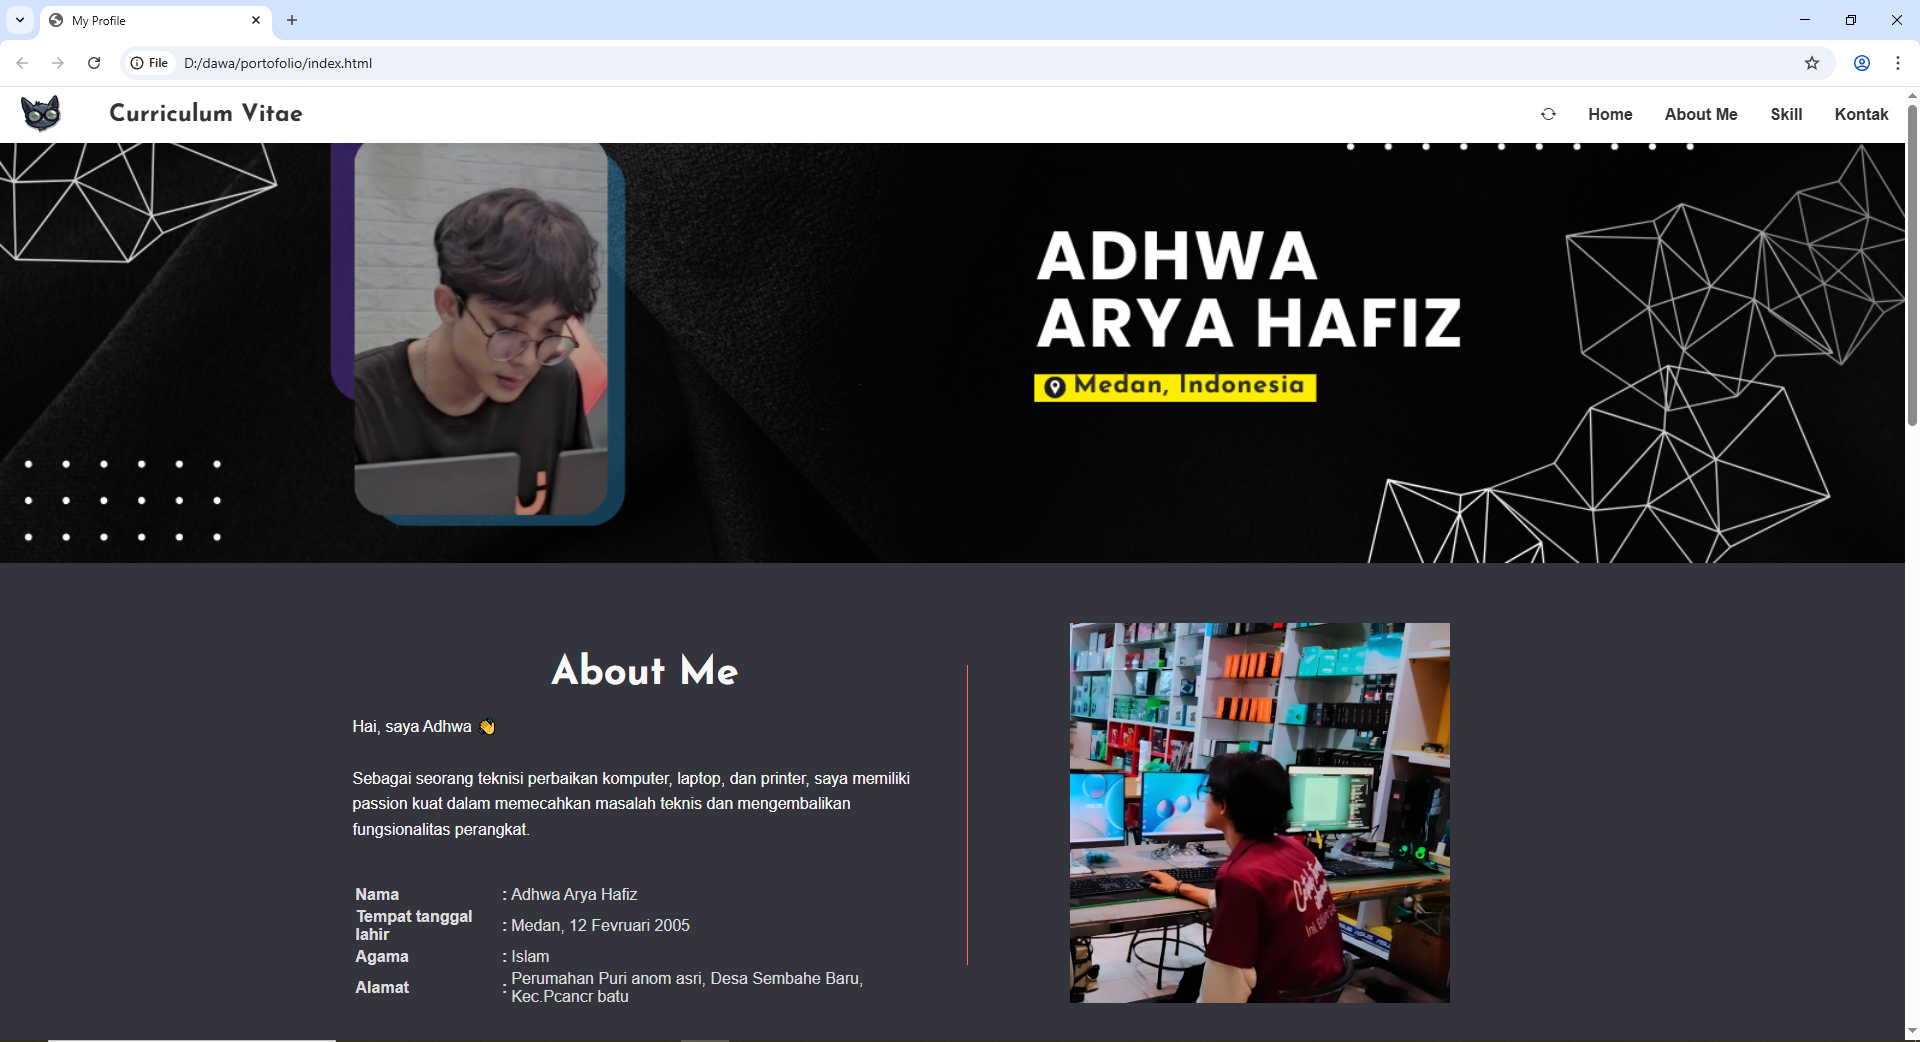 My Profile
File D:/dawa/portofolio/index.html
Curriculum Vitae
Home About Me Skill Kontak
ADHWA
ARYA HAFIZ
Medan, Indonesia
About Me
Hai, saya Adhwa 👋
Sebagai seorang teknisi perbaikan komputer, laptop, dan printer, saya memiliki
passion kuat dalam memecahkan masalah teknis dan mengembalikan
fungsionalitas perangkat.
Nama : Adhwa Arya Hafiz
Tempat tanggal
lahir : Medan, 12 Fevruari 2005
Agama : Islam
Alamat : Perumahan Puri anom asri, Desa Sembahe Baru,
Kec.Pcancr batu